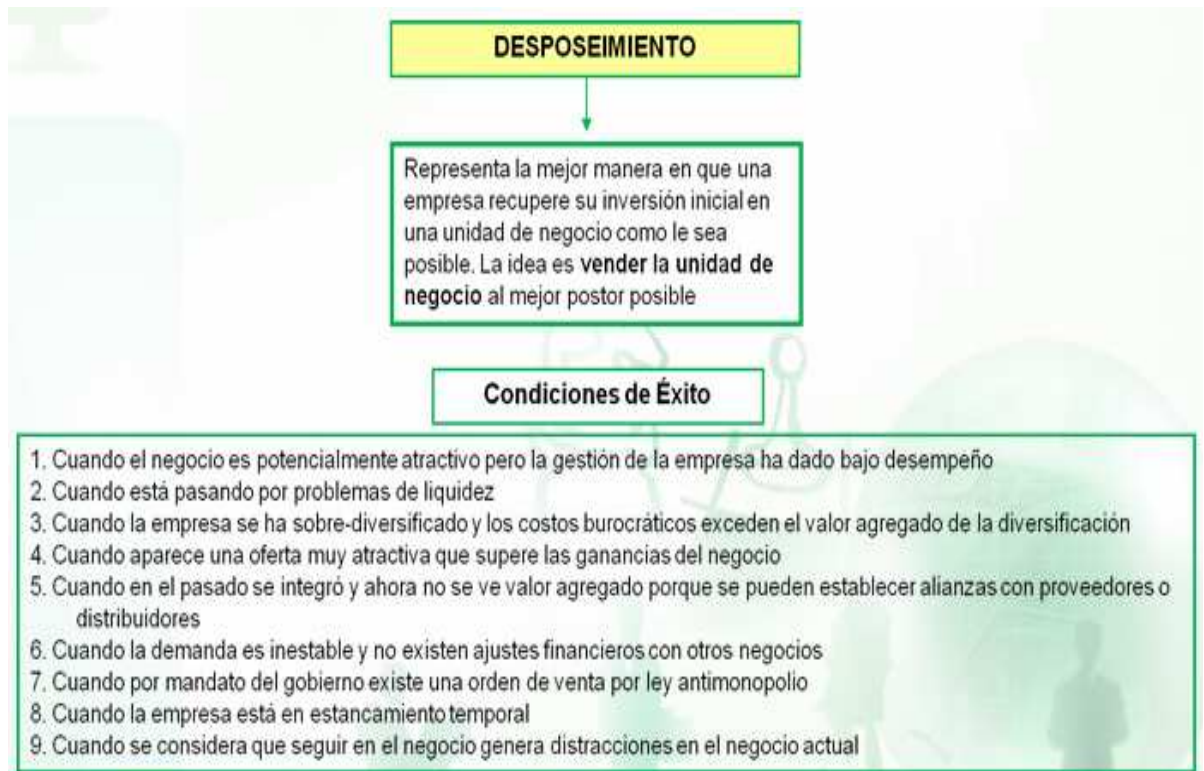 DESPOSEIMIENTO
Representa la mejor manera en que una
empresa recupere su inversión inicial en
una unidad de negocio como le sea
posible. La idea es vender la unidad de
negocio al mejor postor posible
Condiciones de Éxito
1. Cuando el negocio es potencialmente atractivo pero la gestión de la empresa ha dado bajo desempeño
2. Cuando está pasando por problemas de liquidez
3. Cuando la empresa se ha sobre-diversificado y los costos burocráticos exceden el valor agregado de la diversificación
4. Cuando aparece una oferta muy atractiva que supere las ganancias del negocio
5. Cuando en el pasado se integró y ahora no se ve valor agregado porque se pueden establecer alianzas con proveedores o
distribuidores
6. Cuando la demanda es inestable y no existen ajustes financieros con otros negocios
7. Cuando por mandato del gobierno existe una orden de venta por ley antimonopolio
8. Cuando la empresa está en estancamiento temporal
9. Cuando se considera que seguir en el negocio genera distracciones en el negocio actual